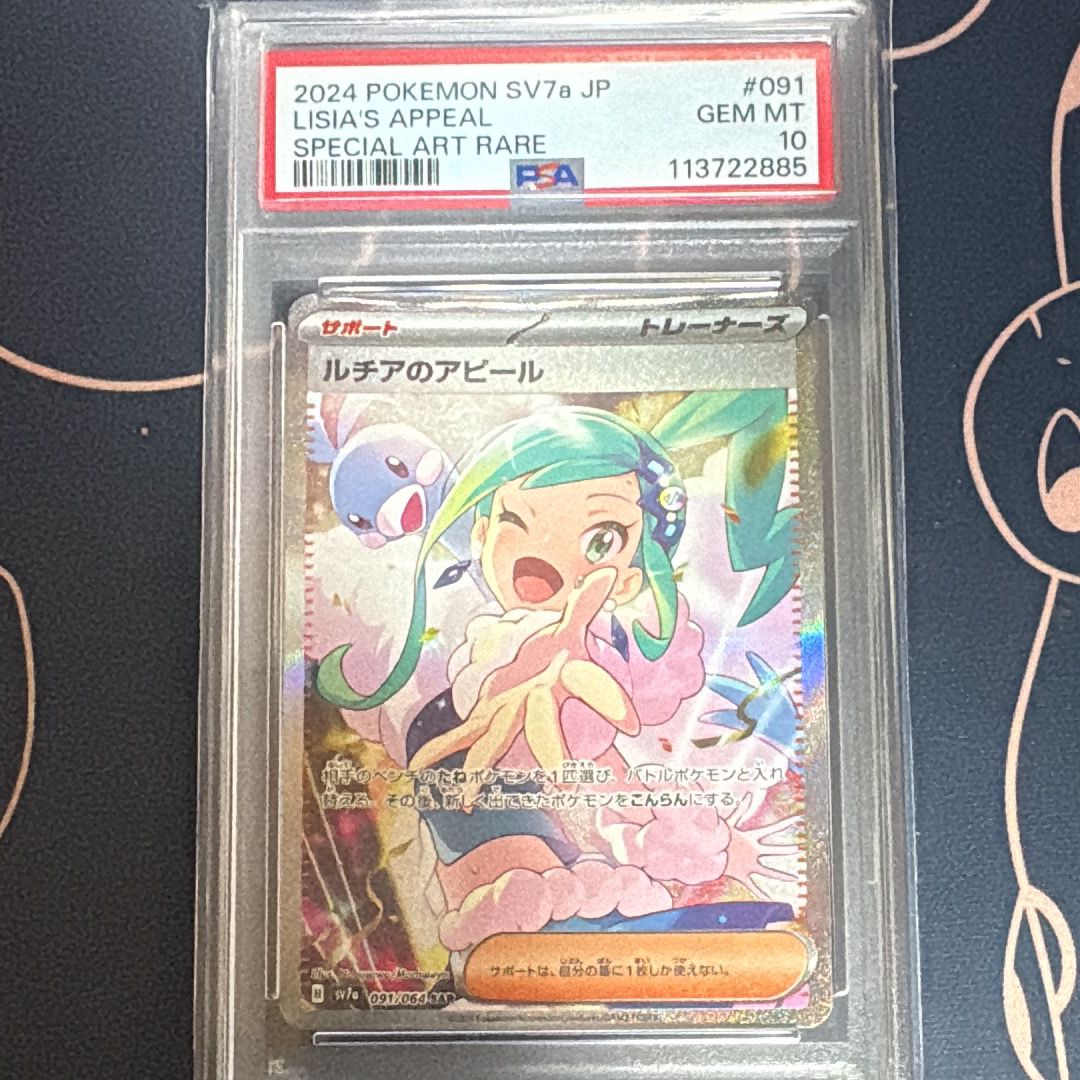 2024 POKEMON SV7a JP #091
LISIA'S APPEAL GEM MT
SPECIAL ART RARE 10
PSA 113722885
サポート トレーナーズ
ルチアのアピール
相手のベンチのたねポケモンを1匹選び、バトルポケモンと入れ
替える。その後、新しく出てきたポケモンをこんらんにする。
サポートは、自分の番に1枚しか使えない。
H SV7a 091/064 SAR